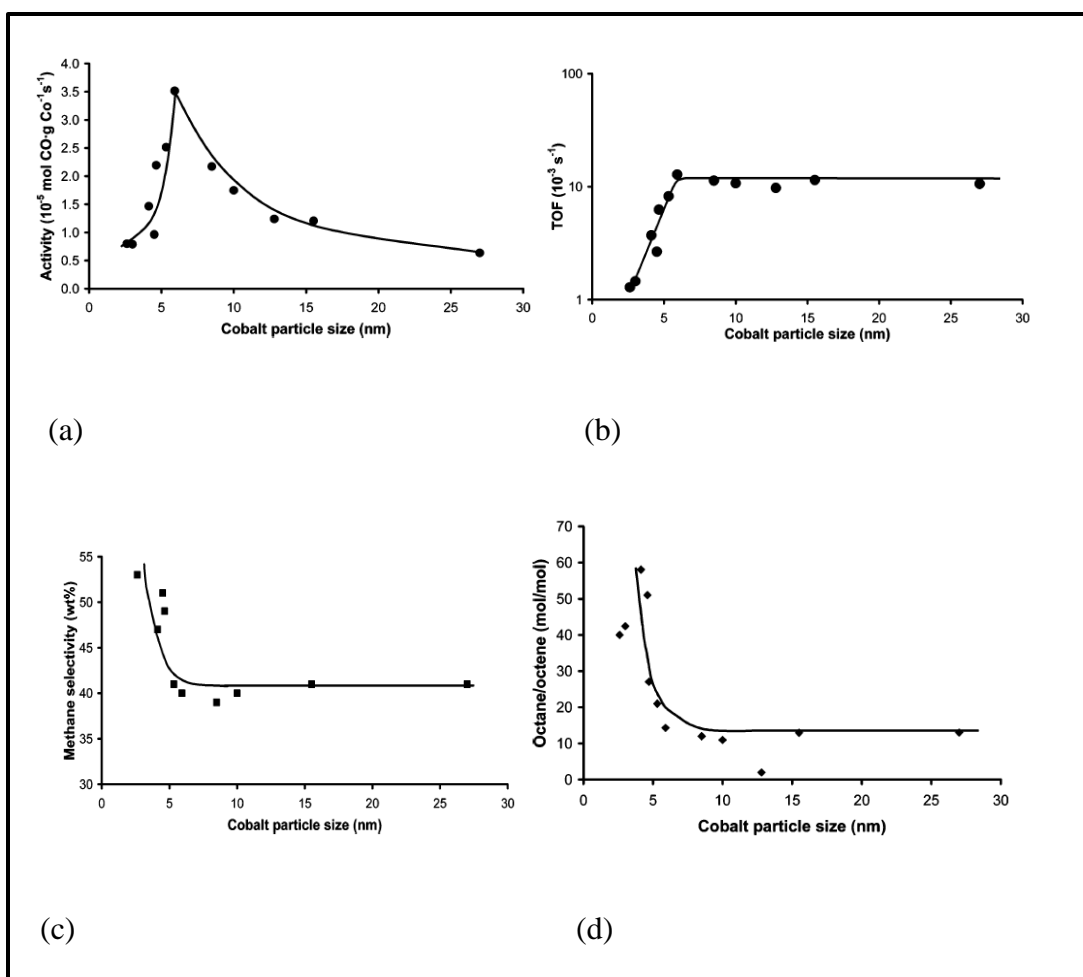 Activity (10⁻⁵ mol CO·g Co⁻¹s⁻¹)
4.0
3.5
3.0
2.5
2.0
1.5
1.0
0.5
0.0
0 5 10 15 20 25 30
Cobalt particle size (nm)
(a)
TOF (10⁻³ s⁻¹)
100
10
1
0 5 10 15 20 25 30
Cobalt particle size (nm)
(b)
Methane selectivity (wt%)
55
50
45
40
35
30
0 5 10 15 20 25 30
Cobalt particle size (nm)
(c)
Octane/octene (mol/mol)
70
60
50
40
30
20
10
0
0 5 10 15 20 25 30
Cobalt particle size (nm)
(d)